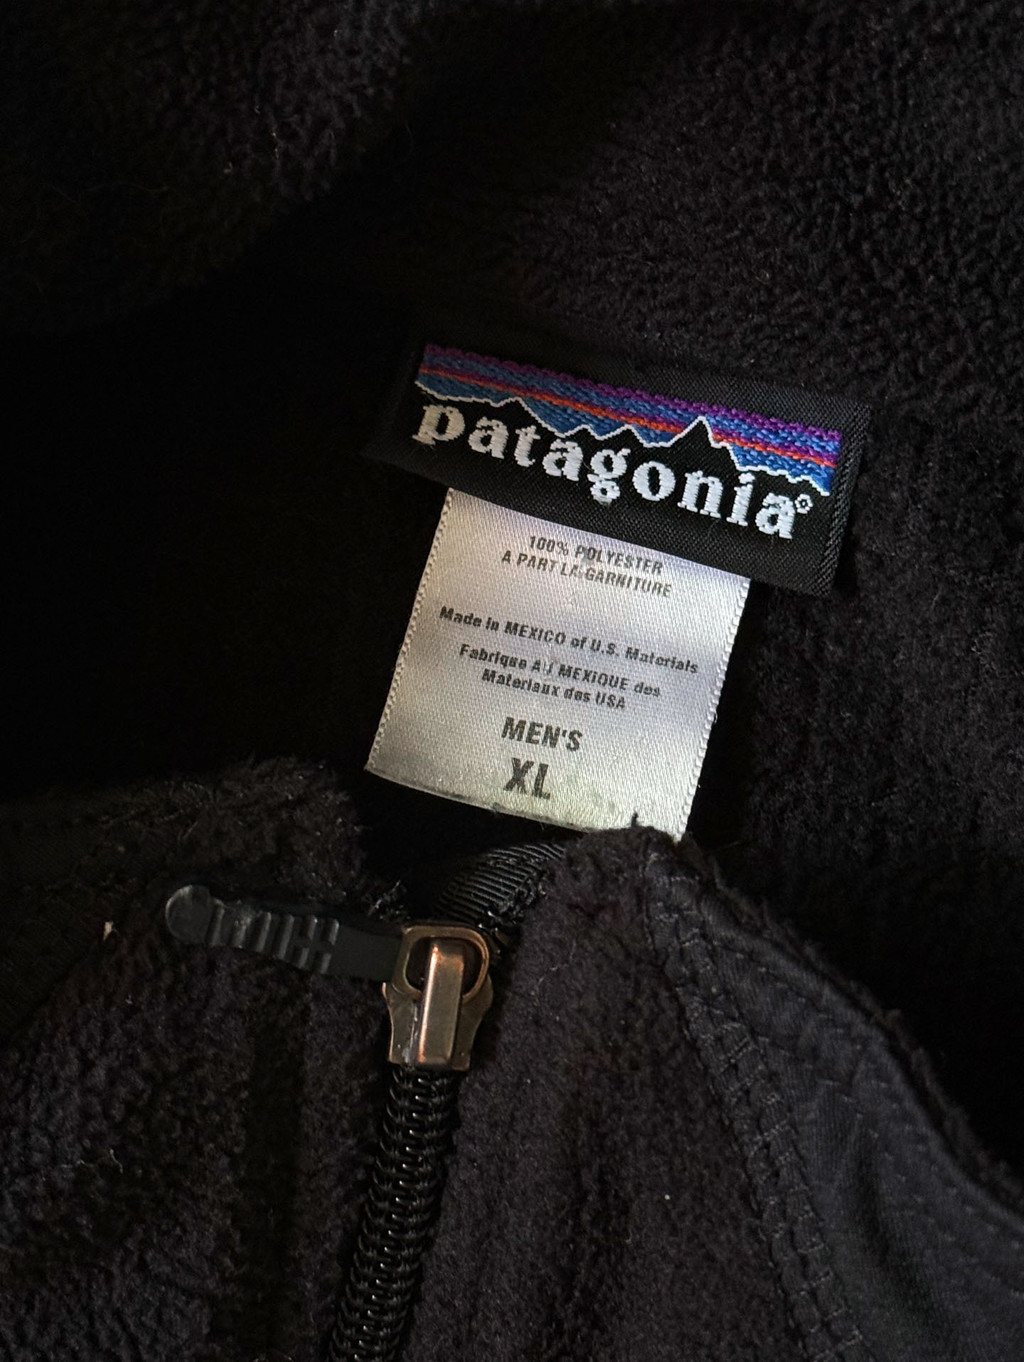 patagonia®
100% POLYESTER
A PART LA GARNITURE
Made in MEXICO of U.S. Materials
Fabrique AU MEXIQUE des
Materiaux des USA
MEN'S
XL